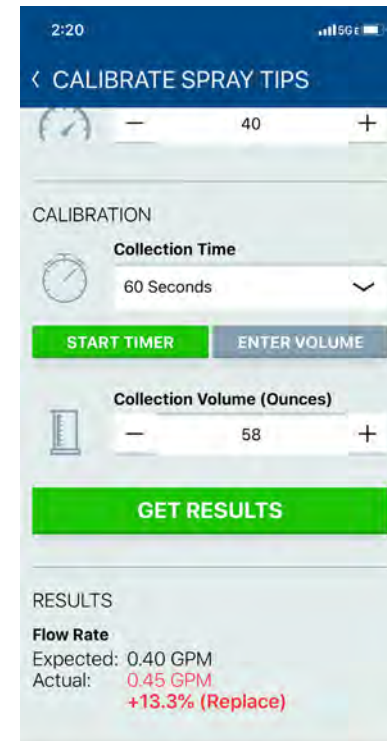 2:20
5G E
< CALIBRATE SPRAY TIPS
− 40 +
CALIBRATION
Collection Time
60 Seconds
START TIMER ENTER VOLUME
Collection Volume (Ounces)
− 58 +
GET RESULTS
RESULTS
Flow Rate
Expected: 0.40 GPM
Actual: 0.45 GPM
+13.3% (Replace)